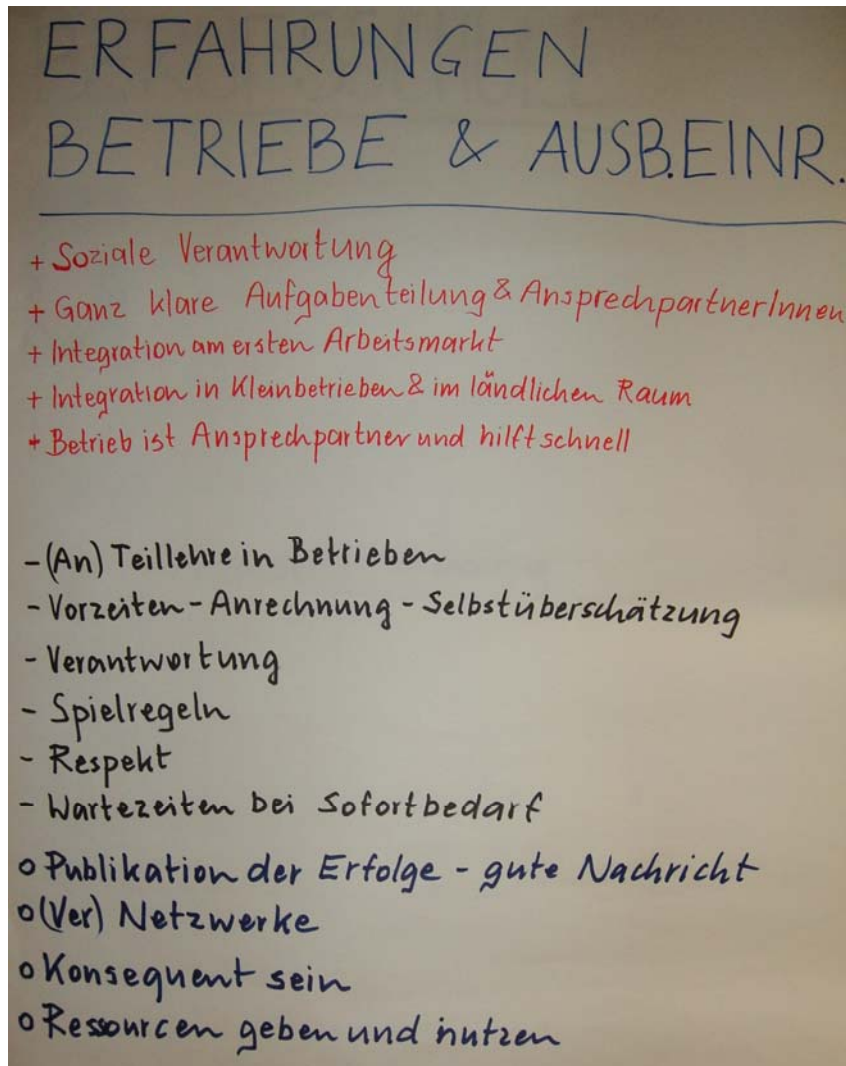 ERFAHRUNGEN
BETRIEBE & AUSB.EINR.
+ Soziale Verantwortung
+ Ganz klare Aufgabenteilung & AnsprechpartnerInnen
+ Integration am ersten Arbeitsmarkt
+ Integration in Kleinbetrieben & im ländlichen Raum
+ Betrieb ist Ansprechpartner und hilft schnell
- (An) Teillehre in Betrieben
- Vorzeiten - Anrechnung - Selbstüberschätzung
- Verantwortung
- Spielregeln
- Respekt
- Wartezeiten bei Sofortbedarf
o Publikation der Erfolge - gute Nachricht
o (Ver) Netzwerke
o Konsequent sein
o Ressourcen geben und nutzen